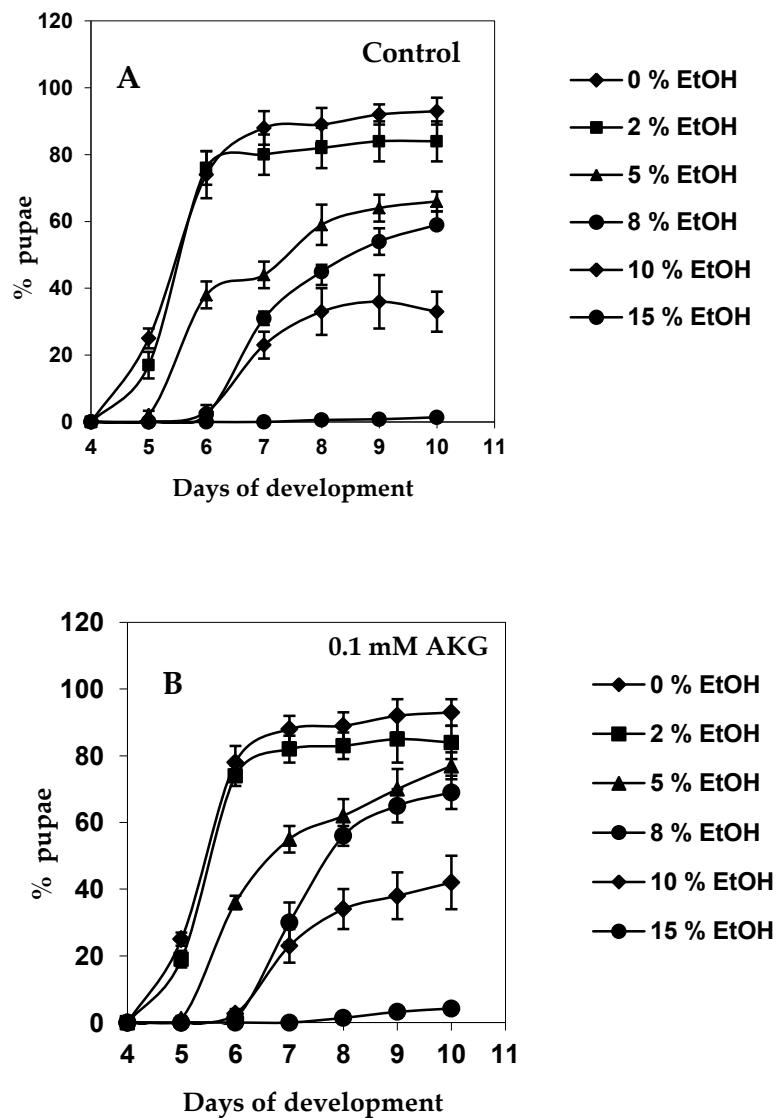 A
Control
120
100
80
60
40
20
0
% pupae
4 5 6 7 8 9 10 11
Days of development
0 % EtOH
2 % EtOH
5 % EtOH
8 % EtOH
10 % EtOH
15 % EtOH
B
0.1 mM AKG
120
100
80
60
40
20
0
% pupae
4 5 6 7 8 9 10 11
Days of development
0 % EtOH
2 % EtOH
5 % EtOH
8 % EtOH
10 % EtOH
15 % EtOH